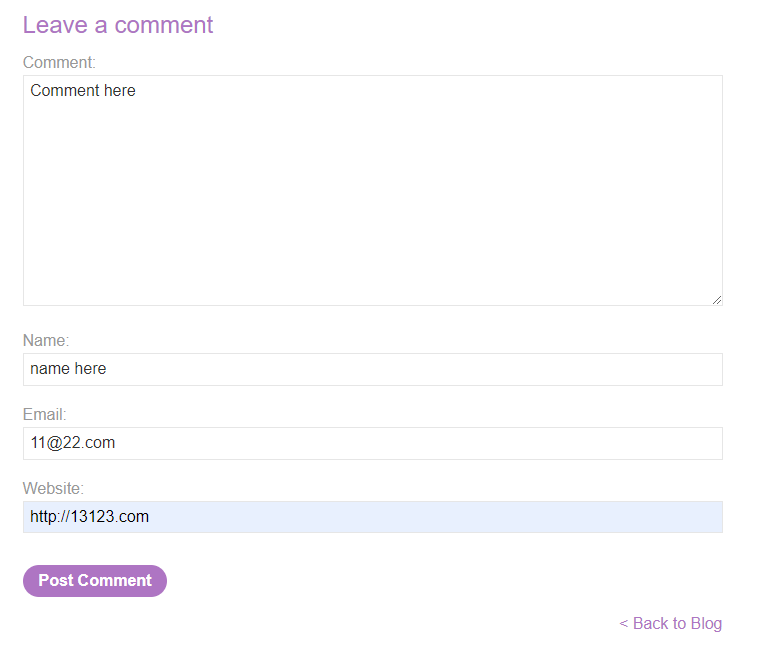 Leave a comment
Comment:
Comment here
Name:
name here
Email:
11@22.com
Website:
http://13123.com
Post Comment
< Back to Blog